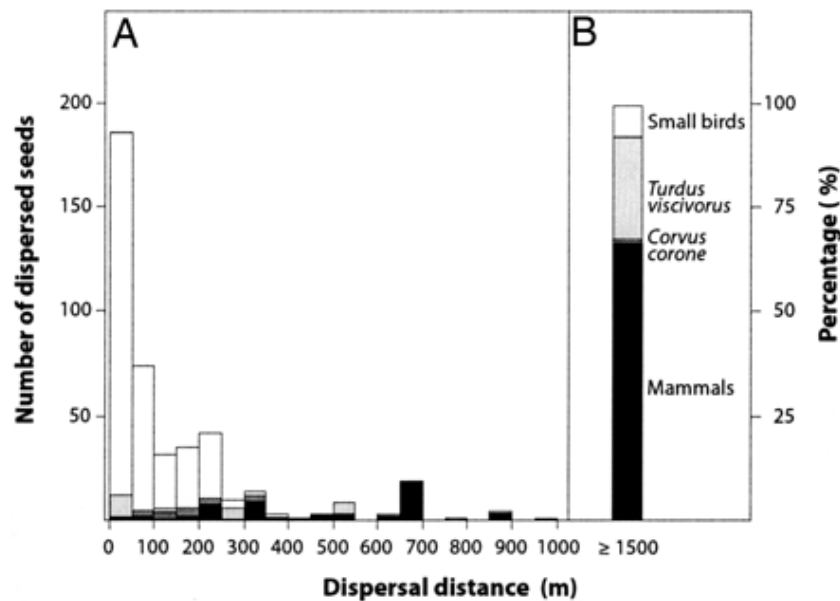 A
B
Number of dispersed seeds
200
150
100
50
0
100
200
300
400
500
600
700
800
900
1000
≥ 1500
Dispersal distance (m)
Small birds
Turdus
viscivorus
Corvus
corone
Mammals
100
75
50
25
Percentage ( %)